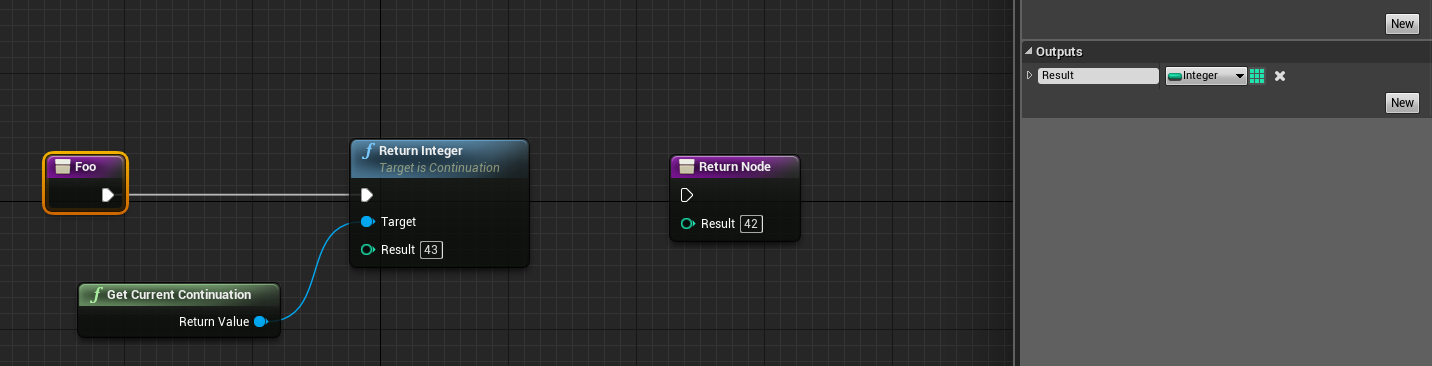 New
Outputs
Result Integer
New
Foo
Return Integer
Target is Continuation
Target
Result 43
Return Node
Result 42
Get Current Continuation
Return Value